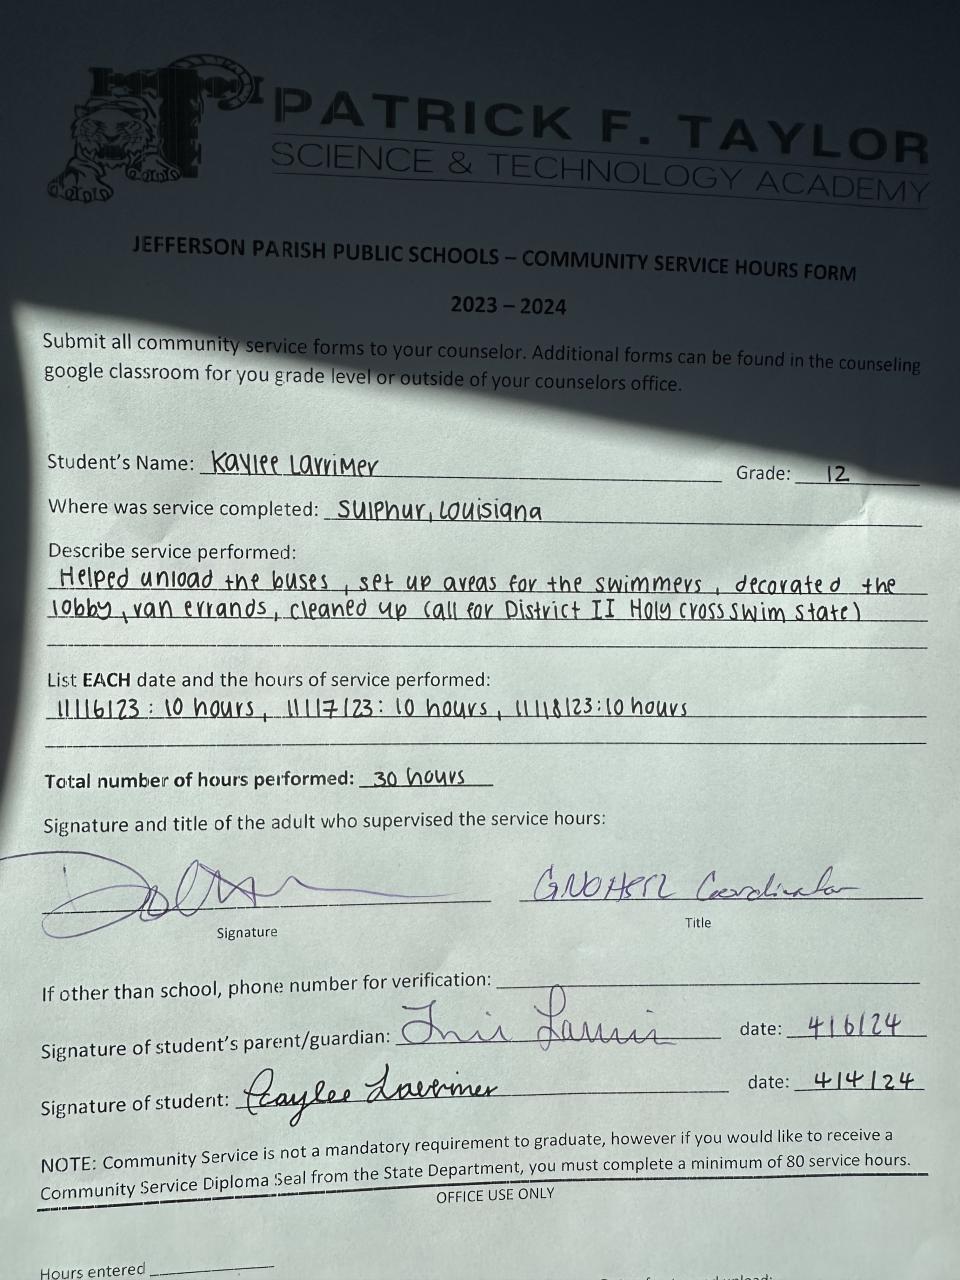 PATRICK F. TAYLOR
SCIENCE & TECHNOLOGY ACADEMY
JEFFERSON PARISH PUBLIC SCHOOLS – COMMUNITY SERVICE HOURS FORM
2023 – 2024
Submit all community service forms to your counselor. Additional forms can be found in the counseling
google classroom for you grade level or outside of your counselors office.
Student's Name: Kaylee Larrimer Grade: 12
Where was service completed: Sulphur, Louisiana
Describe service performed:
Helped unload the buses, set up areas for the swimmers, decorated the
lobby, ran errands, cleaned up (all for District II Holy Cross swim state)
List EACH date and the hours of service performed:
11/16/23: 10 hours, 11/17/23: 10 hours, 11/18/23: 10 hours
Total number of hours performed: 30 hours
Signature and title of the adult who supervised the service hours:
Coordinator
Signature Title
If other than school, phone number for verification:
Signature of student's parent/guardian: date: 4/6/24
Signature of student: Kaylee Larrimer date: 4/4/24
NOTE: Community Service is not a mandatory requirement to graduate, however if you would like to receive a
Community Service Diploma Seal from the State Department, you must complete a minimum of 80 service hours.
OFFICE USE ONLY
Hours entered